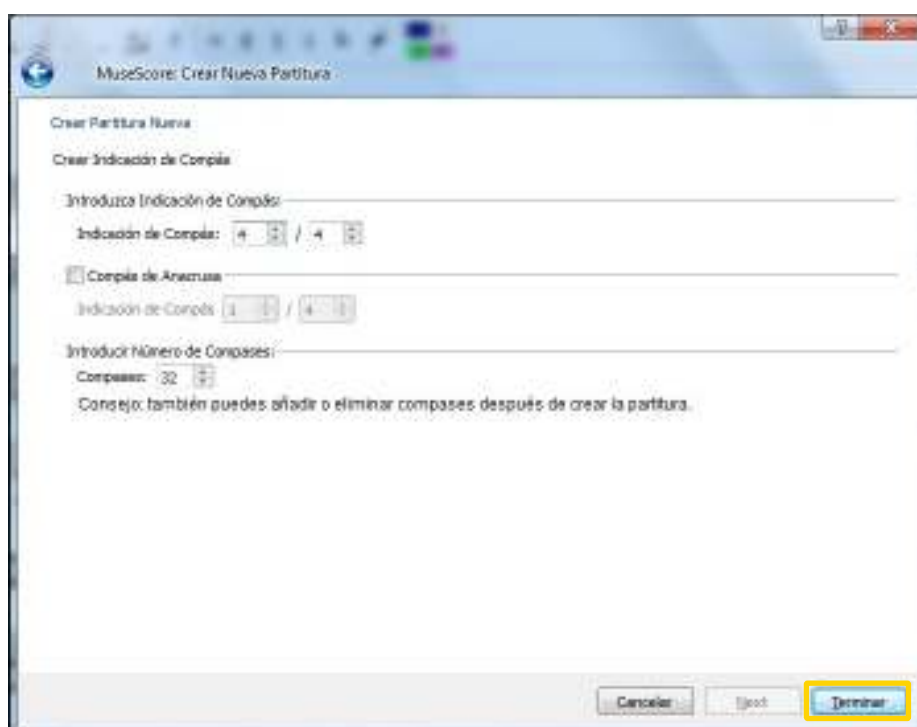 MuseScore: Crear Nueva Partitura
Crear Partitura Nueva
Crear Indicación de Compás
Introduzca Indicación de Compás:
Indicación de Compás: 4 / 4
Compás de Anacrusa
Indicación de Compás 1 / 4
Introducir Número de Compases:
Compases: 32
Consejo: también puedes añadir o eliminar compases después de crear la partitura.
Cancelar Next Terminar